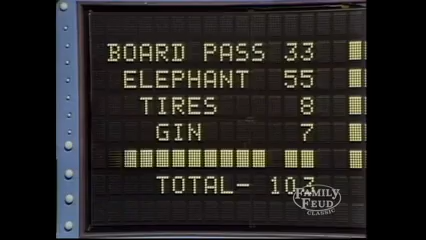 BOARD PASS 33
ELEPHANT 55
TIRES 8
GIN 7
TOTAL- 103
FAMILY
FEUD
CLASSIC